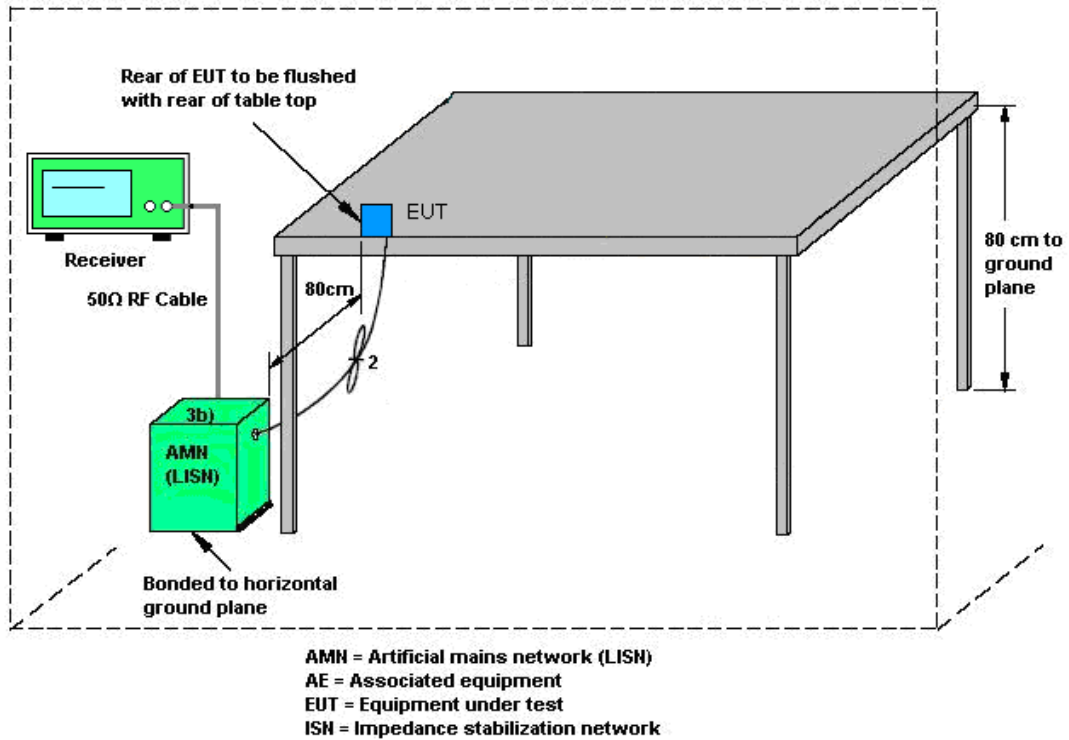 Rear of EUT to be flushed
with rear of table top
EUT
Receiver
50Ω RF Cable
80cm
80 cm to
ground
plane
2
3b)
AMN
(LISN)
Bonded to horizontal
ground plane
AMN = Artificial mains network (LISN)
AE = Associated equipment
EUT = Equipment under test
ISN = Impedance stabilization network